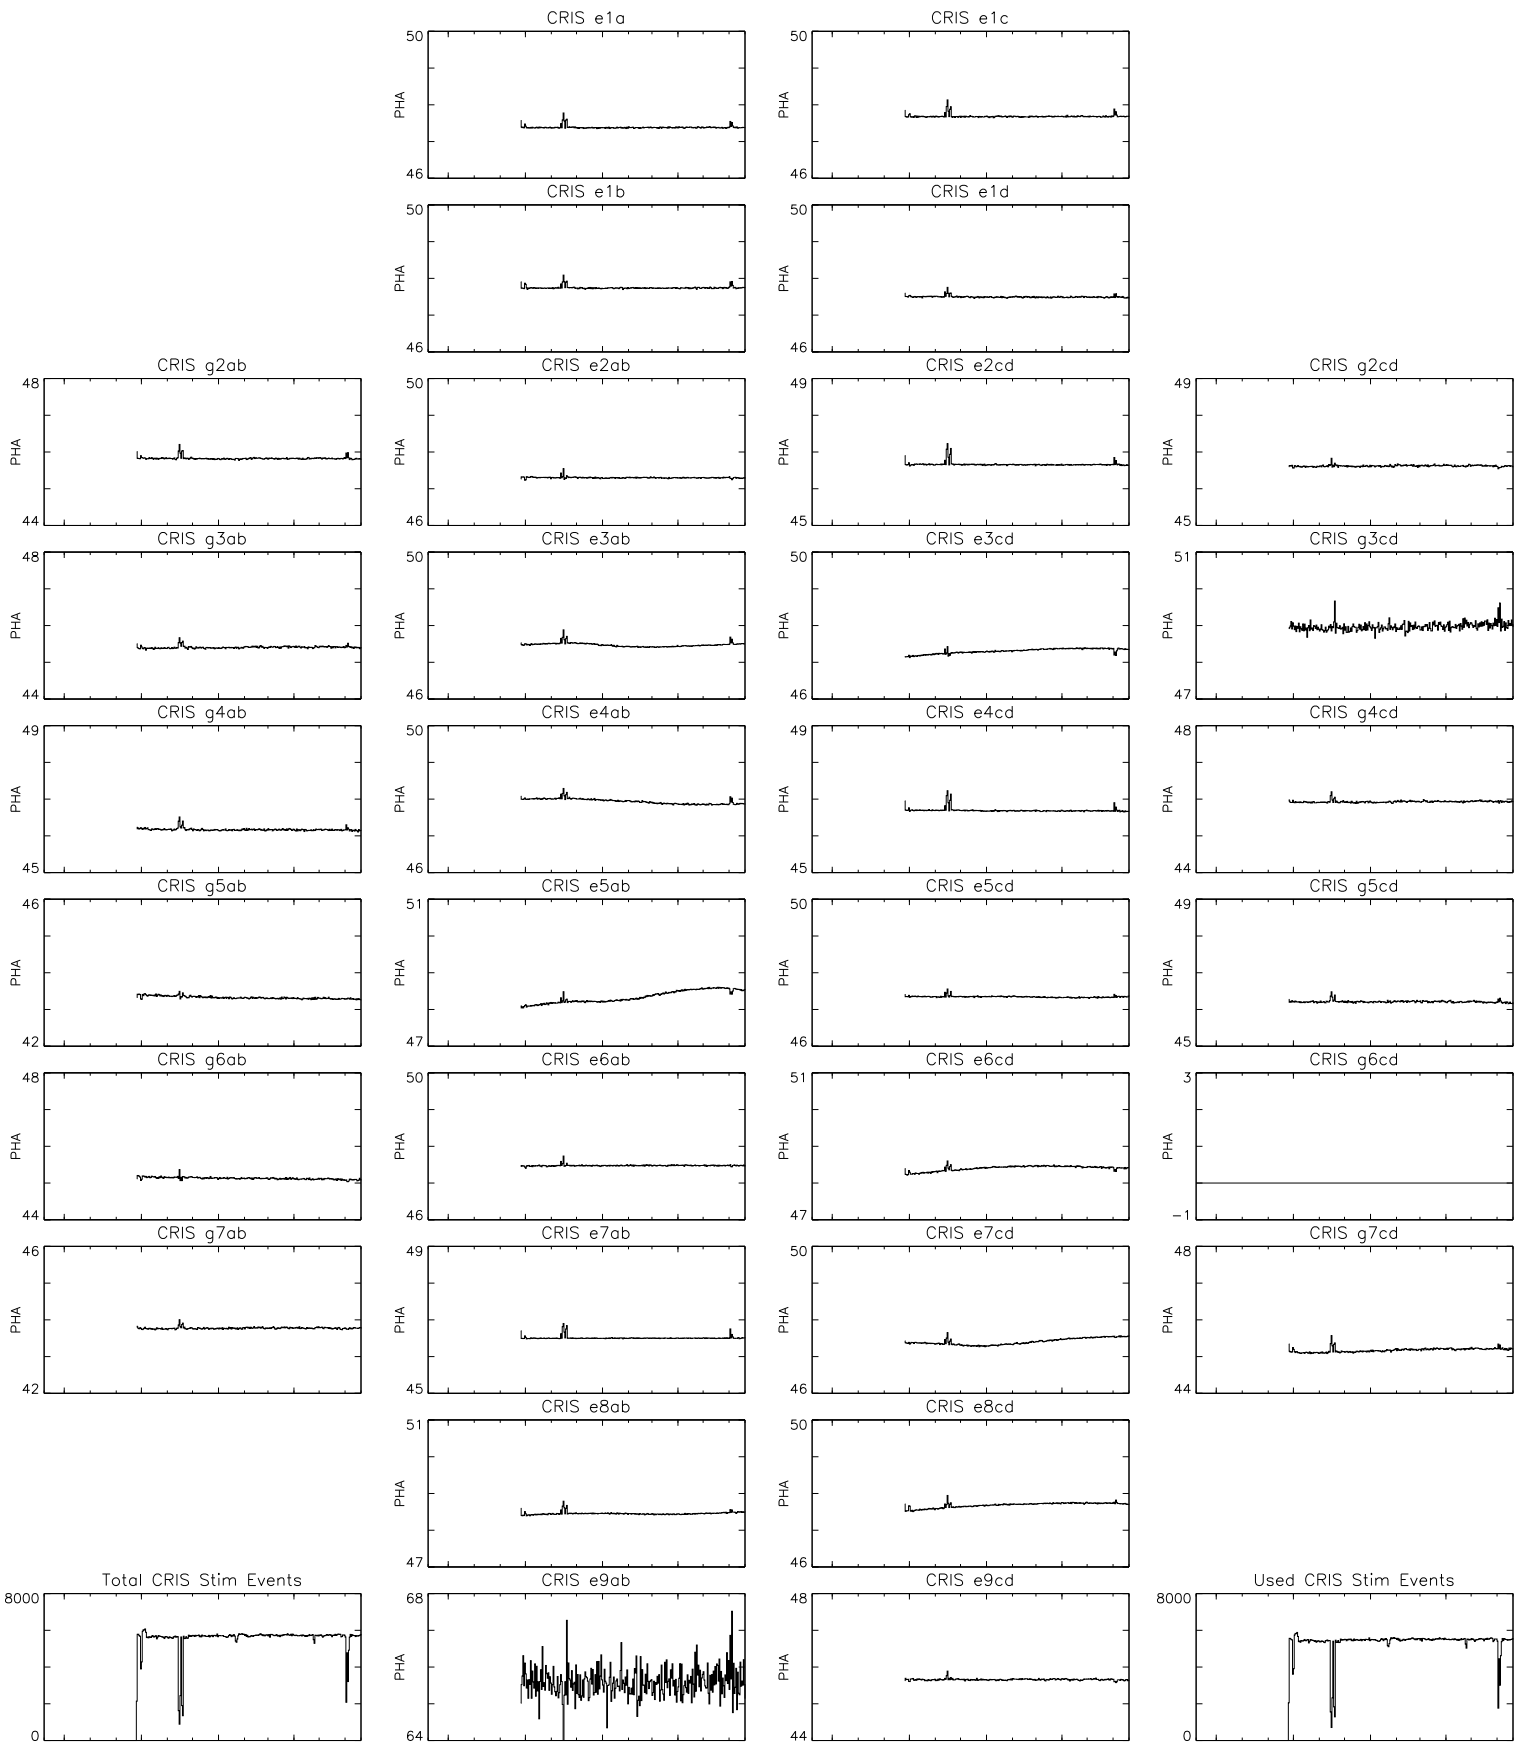 CRIS e1a
50
PHA
46
CRIS e1c
50
PHA
46
CRIS e1b
50
PHA
46
CRIS e1d
50
PHA
46
CRIS g2ab
48
PHA
44
CRIS e2ab
50
PHA
46
CRIS e2cd
49
PHA
45
CRIS g2cd
49
PHA
45
CRIS g3ab
48
PHA
44
CRIS e3ab
50
PHA
46
CRIS e3cd
50
PHA
46
CRIS g3cd
51
PHA
47
CRIS g4ab
49
PHA
45
CRIS e4ab
50
PHA
46
CRIS e4cd
49
PHA
45
CRIS g4cd
48
PHA
44
CRIS g5ab
46
PHA
42
CRIS e5ab
51
PHA
47
CRIS e5cd
50
PHA
46
CRIS g5cd
49
PHA
45
CRIS g6ab
48
PHA
44
CRIS e6ab
50
PHA
46
CRIS e6cd
51
PHA
47
CRIS g6cd
3
PHA
-1
CRIS g7ab
46
PHA
42
CRIS e7ab
49
PHA
45
CRIS e7cd
50
PHA
46
CRIS g7cd
48
PHA
44
CRIS e8ab
51
PHA
47
CRIS e8cd
50
PHA
46
Total CRIS Stim Events
8000
0
CRIS e9ab
68
PHA
64
CRIS e9cd
48
PHA
44
Used CRIS Stim Events
8000
0